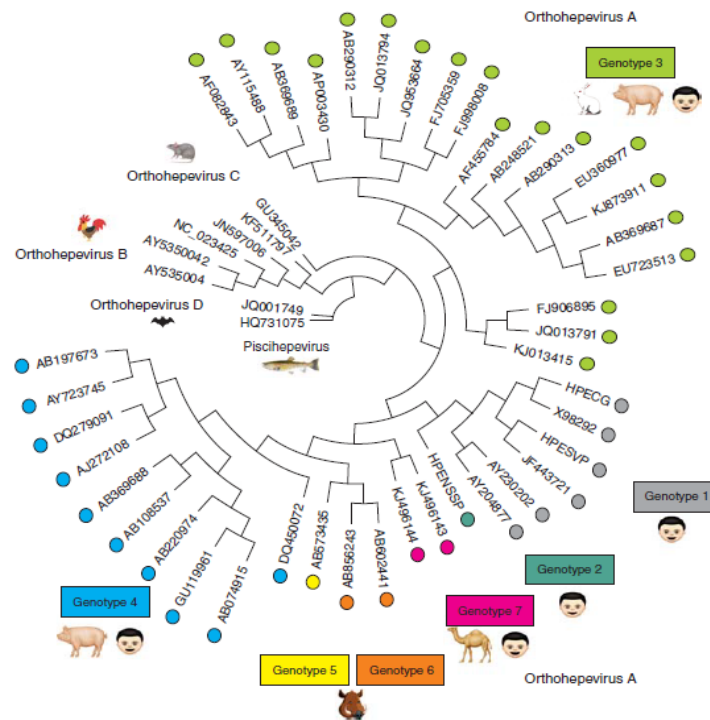 Orthohepevirus A
Genotype 3
AF082843
AY115488
AB369689
AP003430
AB290312
JQ013794
JQ953664
FJ705359
FJ998008
AF455784
AB248521
AB290313
EU360977
KJ873911
AB369687
EU723513
FJ906895
JQ013791
KJ013415
Orthohepevirus C
GU345042
KF511797
JN597006
NC_023425
Orthohepevirus B
AY5350042
AY535004
Orthohepevirus D
JQ001749
HQ731075
Piscihepevirus
HPECG
X98292
HPESVP
JF443721
AY230202
AY204877
HPENSSP
KJ496143
KJ496144
AB602441
AB856243
AB573435
DQ450072
AB197673
AY723745
DQ279091
AJ272108
AB369688
AB108537
AB220974
GU119961
AB074915
Genotype 1
Genotype 2
Genotype 4
Genotype 7
Genotype 5
Genotype 6
Orthohepevirus A